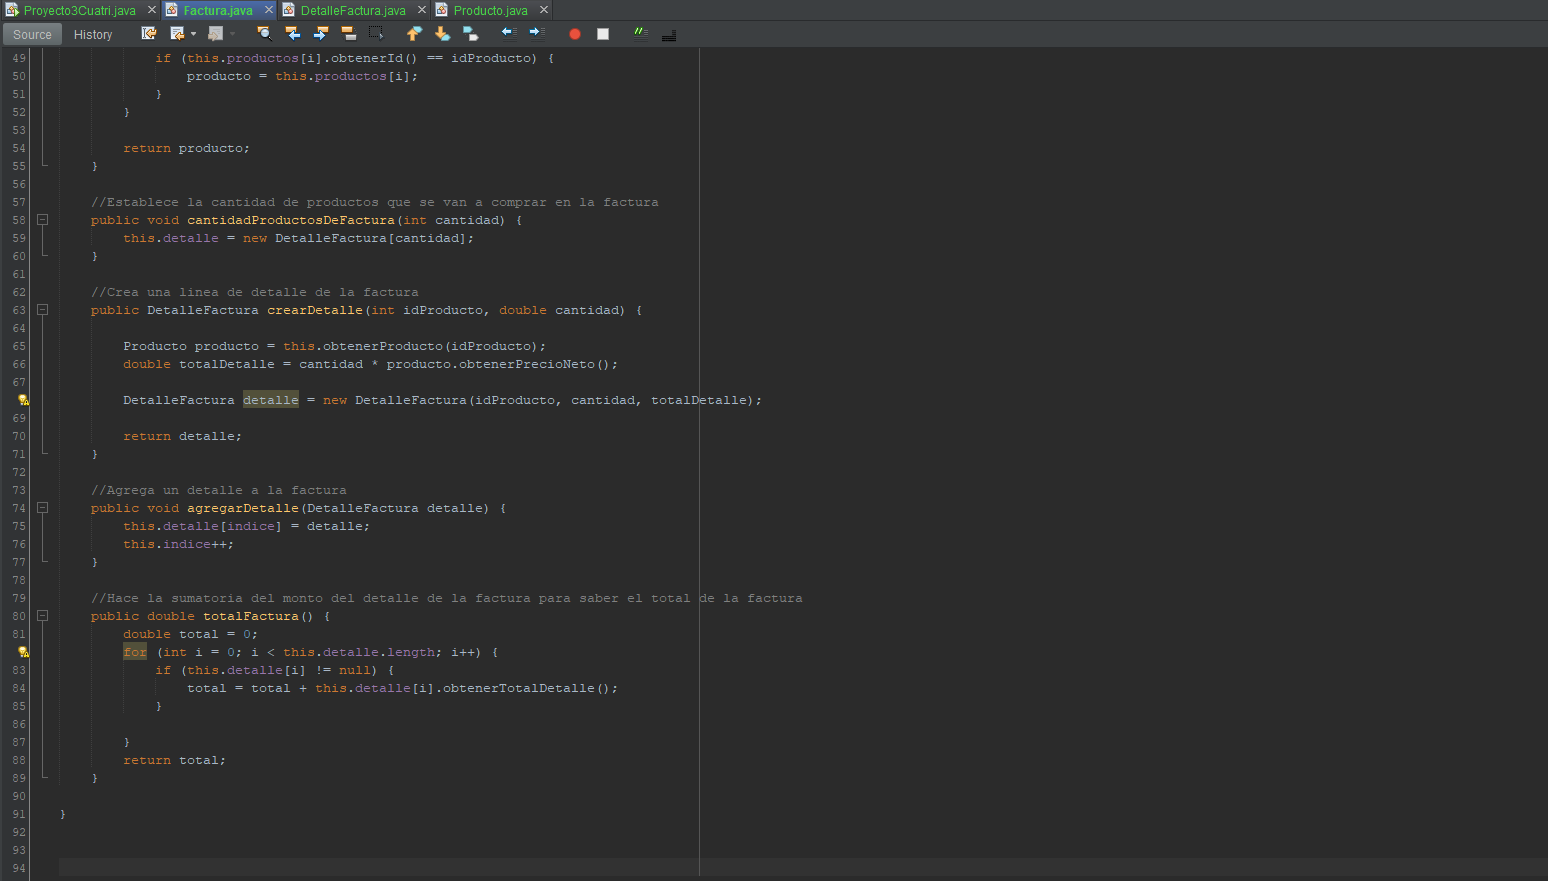 Proyecto3Cuatri.java × Factura.java × DetalleFactura.java × Producto.java ×
Source History
49 if (this.productos[i].obtenerId() == idProducto) {
50 producto = this.productos[i];
51 }
52 }
53
54 return producto;
55 }
56
57 //Establece la cantidad de productos que se van a comprar en la factura
58 public void cantidadProductosDeFactura(int cantidad) {
59 this.detalle = new DetalleFactura[cantidad];
60 }
61
62 //Crea una linea de detalle de la factura
63 public DetalleFactura crearDetalle(int idProducto, double cantidad) {
64
65 Producto producto = this.obtenerProducto(idProducto);
66 double totalDetalle = cantidad * producto.obtenerPrecioNeto();
67
DetalleFactura detalle = new DetalleFactura(idProducto, cantidad, totalDetalle);
69
70 return detalle;
71 }
72
73 //Agrega un detalle a la factura
74 public void agregarDetalle(DetalleFactura detalle) {
75 this.detalle[indice] = detalle;
76 this.indice++;
77 }
78
79 //Hace la sumatoria del monto del detalle de la factura para saber el total de la factura
80 public double totalFactura() {
81 double total = 0;
for (int i = 0; i < this.detalle.length; i++) {
83 if (this.detalle[i] != null) {
84 total = total + this.detalle[i].obtenerTotalDetalle();
85 }
86
87 }
88 return total;
89 }
90
91 }
92
93
94